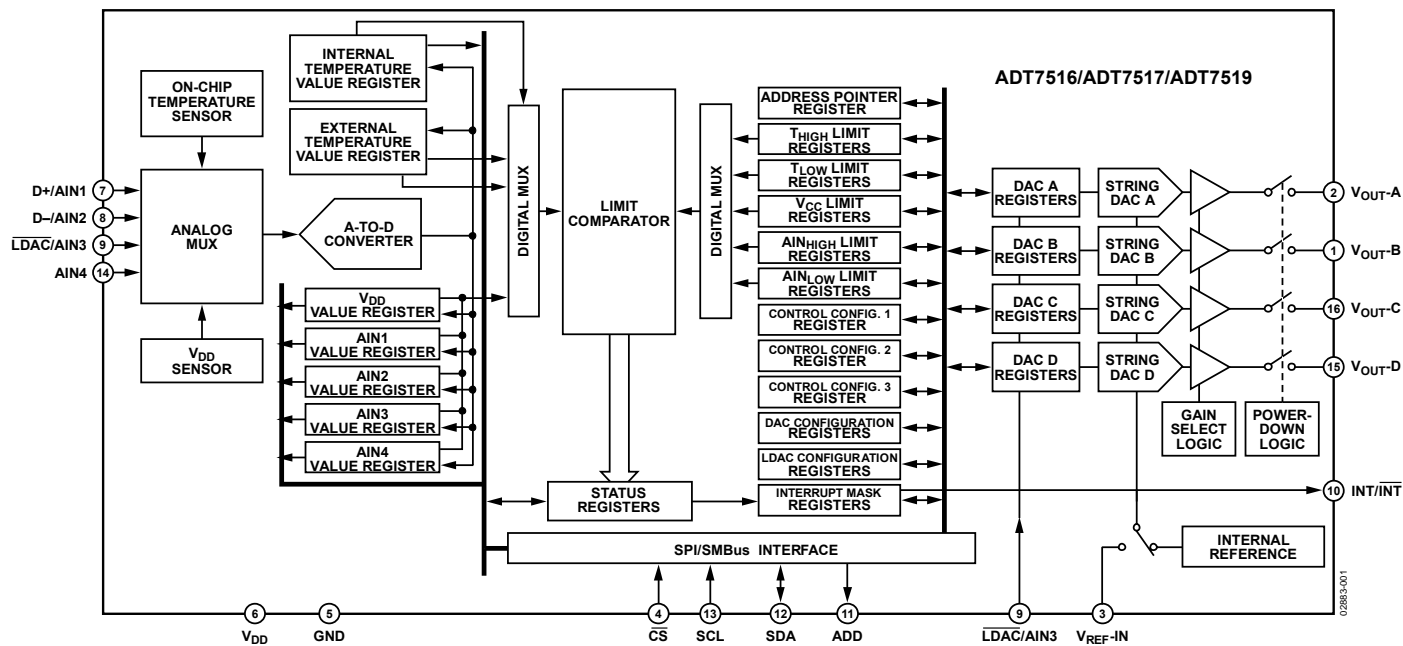 ADT7516/ADT7517/ADT7519
INTERNAL
TEMPERATURE
VALUE REGISTER
ON-CHIP
TEMPERATURE
SENSOR
EXTERNAL
TEMPERATURE
VALUE REGISTER
D+/AIN1
7
D–/AIN2
8
LDAC/AIN3
9
AIN4
14
ANALOG
MUX
A-TO-D
CONVERTER
VDD
SENSOR
VDD
VALUE REGISTER
AIN1
VALUE REGISTER
AIN2
VALUE REGISTER
AIN3
VALUE REGISTER
AIN4
VALUE REGISTER
DIGITAL MUX
LIMIT
COMPARATOR
DIGITAL MUX
STATUS
REGISTERS
ADDRESS POINTER
REGISTER
THIGH LIMIT
REGISTERS
TLOW LIMIT
REGISTERS
VCC LIMIT
REGISTERS
AINHIGH LIMIT
REGISTERS
AINLOW LIMIT
REGISTERS
CONTROL CONFIG. 1
REGISTER
CONTROL CONFIG. 2
REGISTER
CONTROL CONFIG. 3
REGISTER
DAC CONFIGURATION
REGISTERS
LDAC CONFIGURATION
REGISTERS
INTERRUPT MASK
REGISTERS
SPI/SMBus INTERFACE
DAC A
REGISTERS
STRING
DAC A
2
VOUT-A
DAC B
REGISTERS
STRING
DAC B
1
VOUT-B
DAC C
REGISTERS
STRING
DAC C
16
VOUT-C
DAC D
REGISTERS
STRING
DAC D
15
VOUT-D
GAIN
SELECT
LOGIC
POWER-
DOWN
LOGIC
10
INT/INT
INTERNAL
REFERENCE
6
VDD
5
GND
4
CS
13
SCL
12
SDA
11
ADD
9
LDAC/AIN3
3
VREF-IN
02883-001